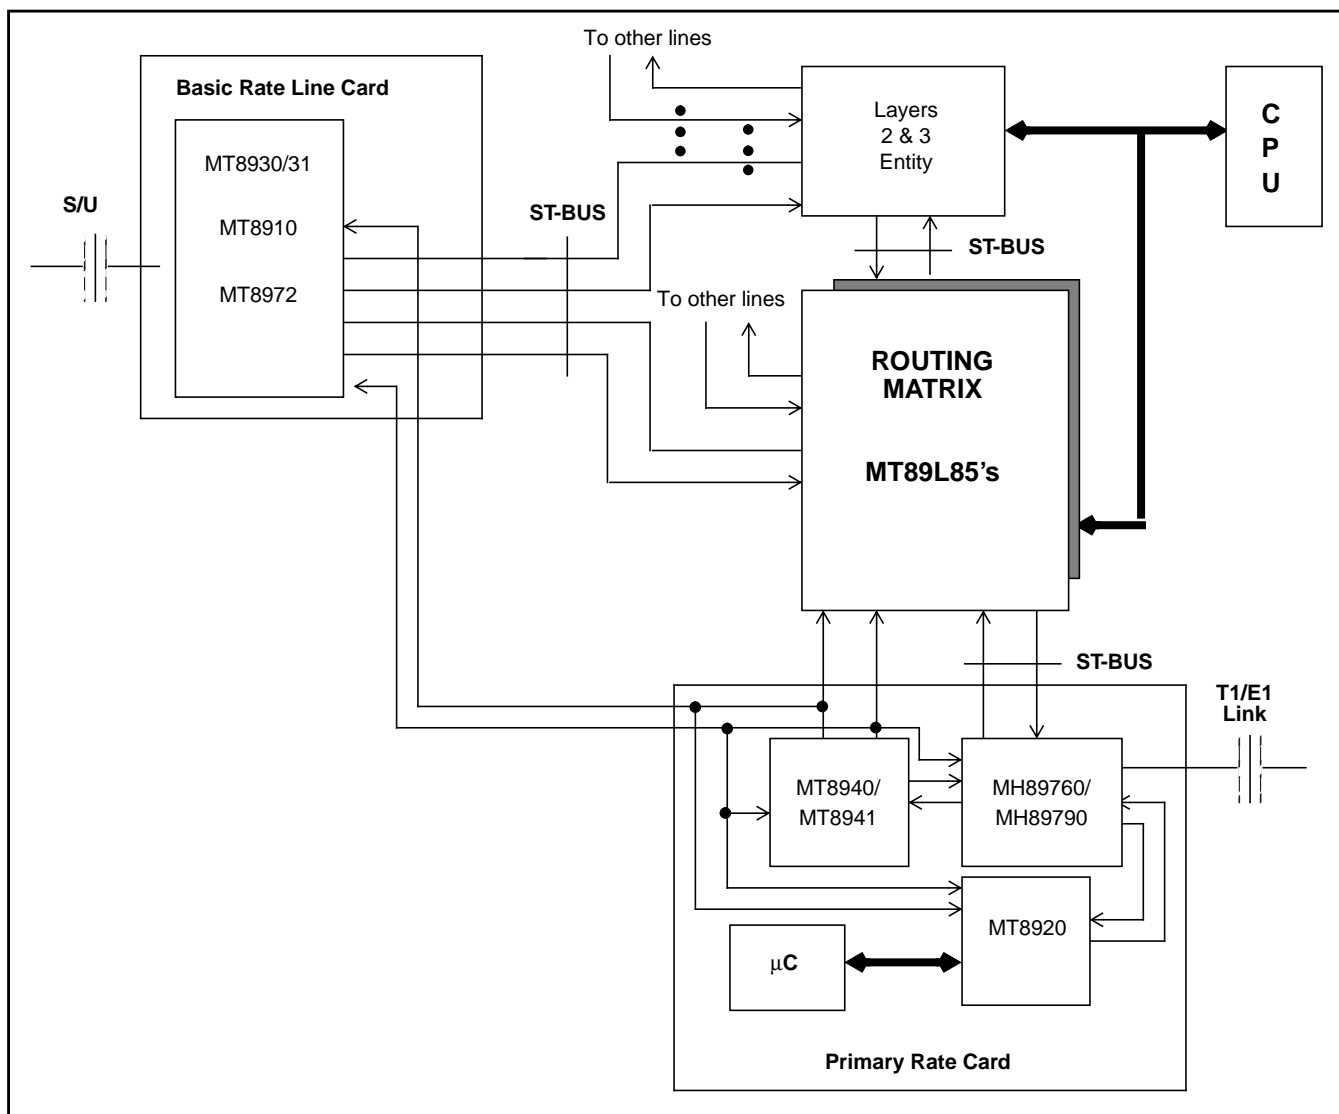 To other lines
Basic Rate Line Card
Layers
2 & 3
Entity
C
P
U
MT8930/31
S/U
MT8910
ST-BUS
ST-BUS
MT8972
To other lines
ROUTING
MATRIX
MT89L85's
ST-BUS
T1/E1
Link
MT8940/
MT8941
MH89760/
MH89790
MT8920
µC
Primary Rate Card